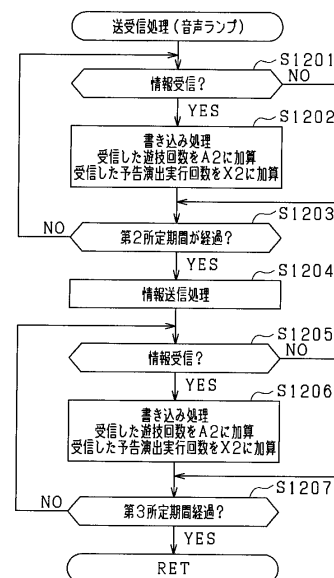 送受信処理(音声ランプ)
S1201
情報受信?
NO
YES
S1202
書き込み処理
受信した遊技回数をA2に加算
受信した予告演出実行回数をX2に加算
S1203
NO
第2所定期間が経過?
YES
S1204
情報送信処理
S1205
情報受信?
NO
YES
S1206
書き込み処理
受信した遊技回数をA2に加算
受信した予告演出実行回数をX2に加算
S1207
NO
第3所定期間経過?
YES
RET